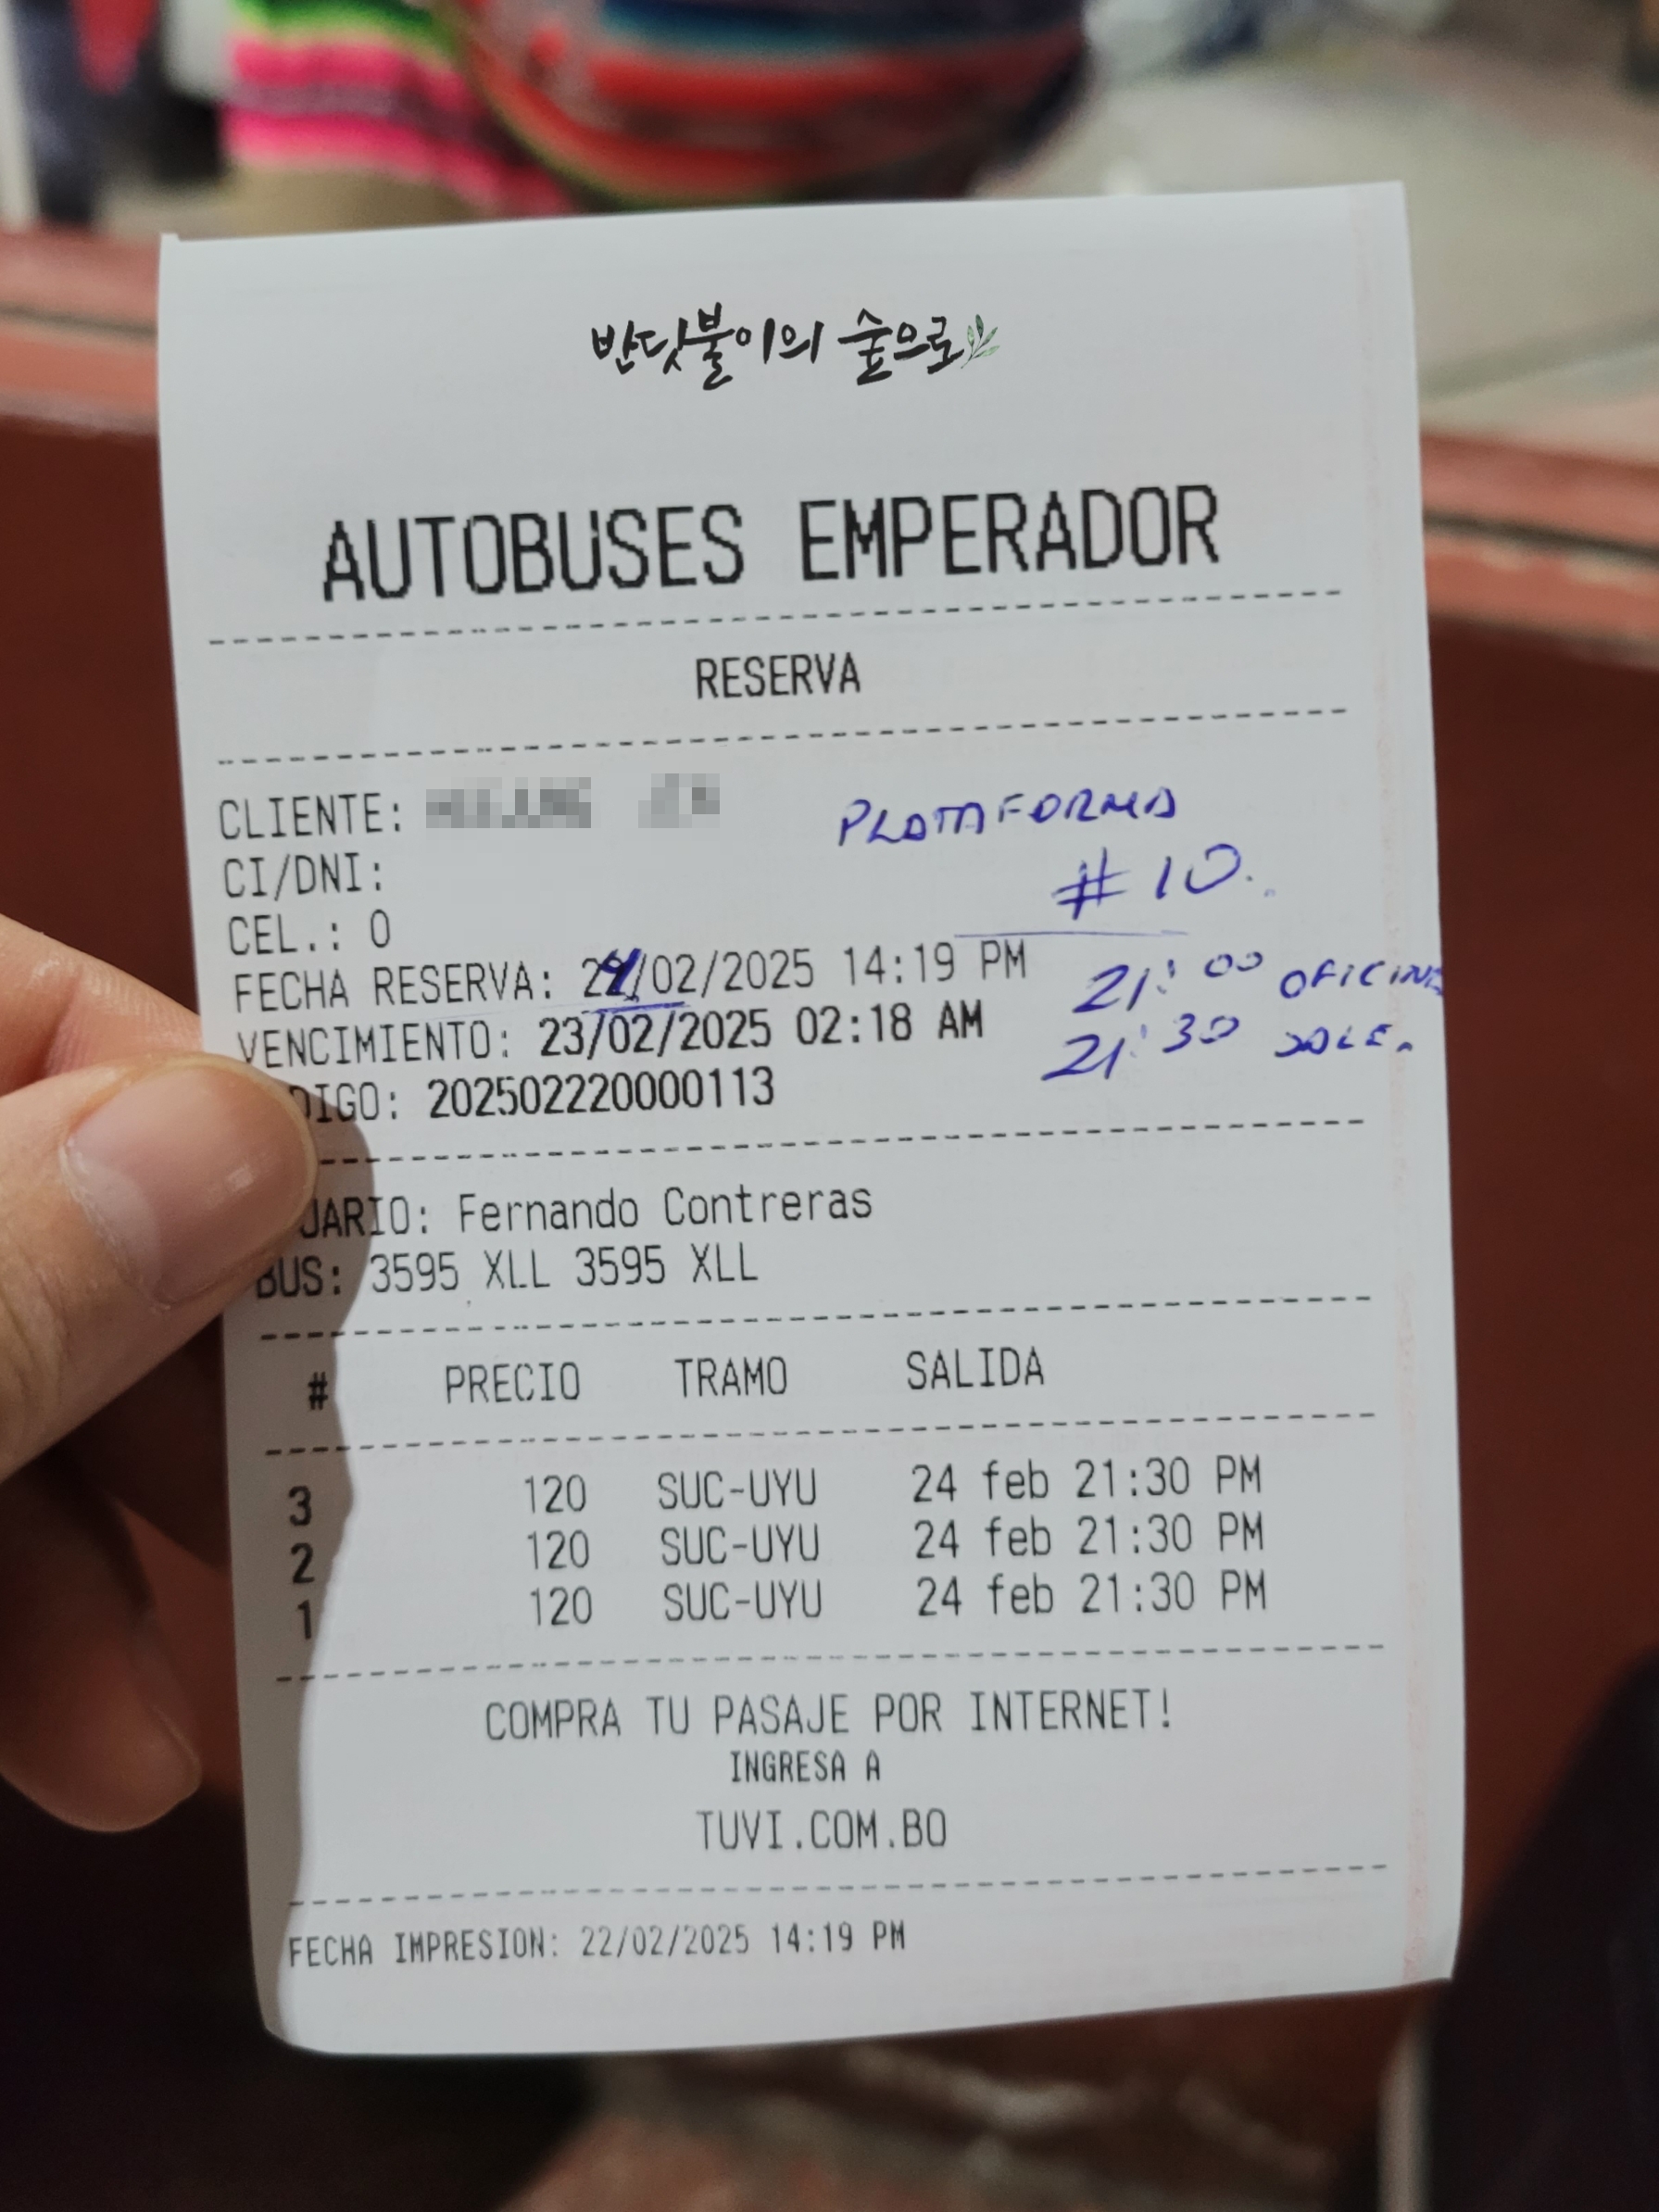 반딧불이의 숲으로
AUTOBUSES EMPERADOR
RESERVA
CLIENTE:
PLATAFORMA
CI/DNI:
# 10.
CEL.: 0
FECHA RESERVA: 24/02/2025 14:19 PM
21:00 OFICINA
VENCIMIENTO: 23/02/2025 02:18 AM
21:30 SALE.
DIGO: 202502220000113
UARIO: Fernando Contreras
BUS: 3595 XLL 3595 XLL
# PRECIO TRAMO SALIDA
3 120 SUC-UYU 24 feb 21:30 PM
2 120 SUC-UYU 24 feb 21:30 PM
1 120 SUC-UYU 24 feb 21:30 PM
COMPRA TU PASAJE POR INTERNET!
INGRESA A
TUVI.COM.BO
FECHA IMPRESION: 22/02/2025 14:19 PM